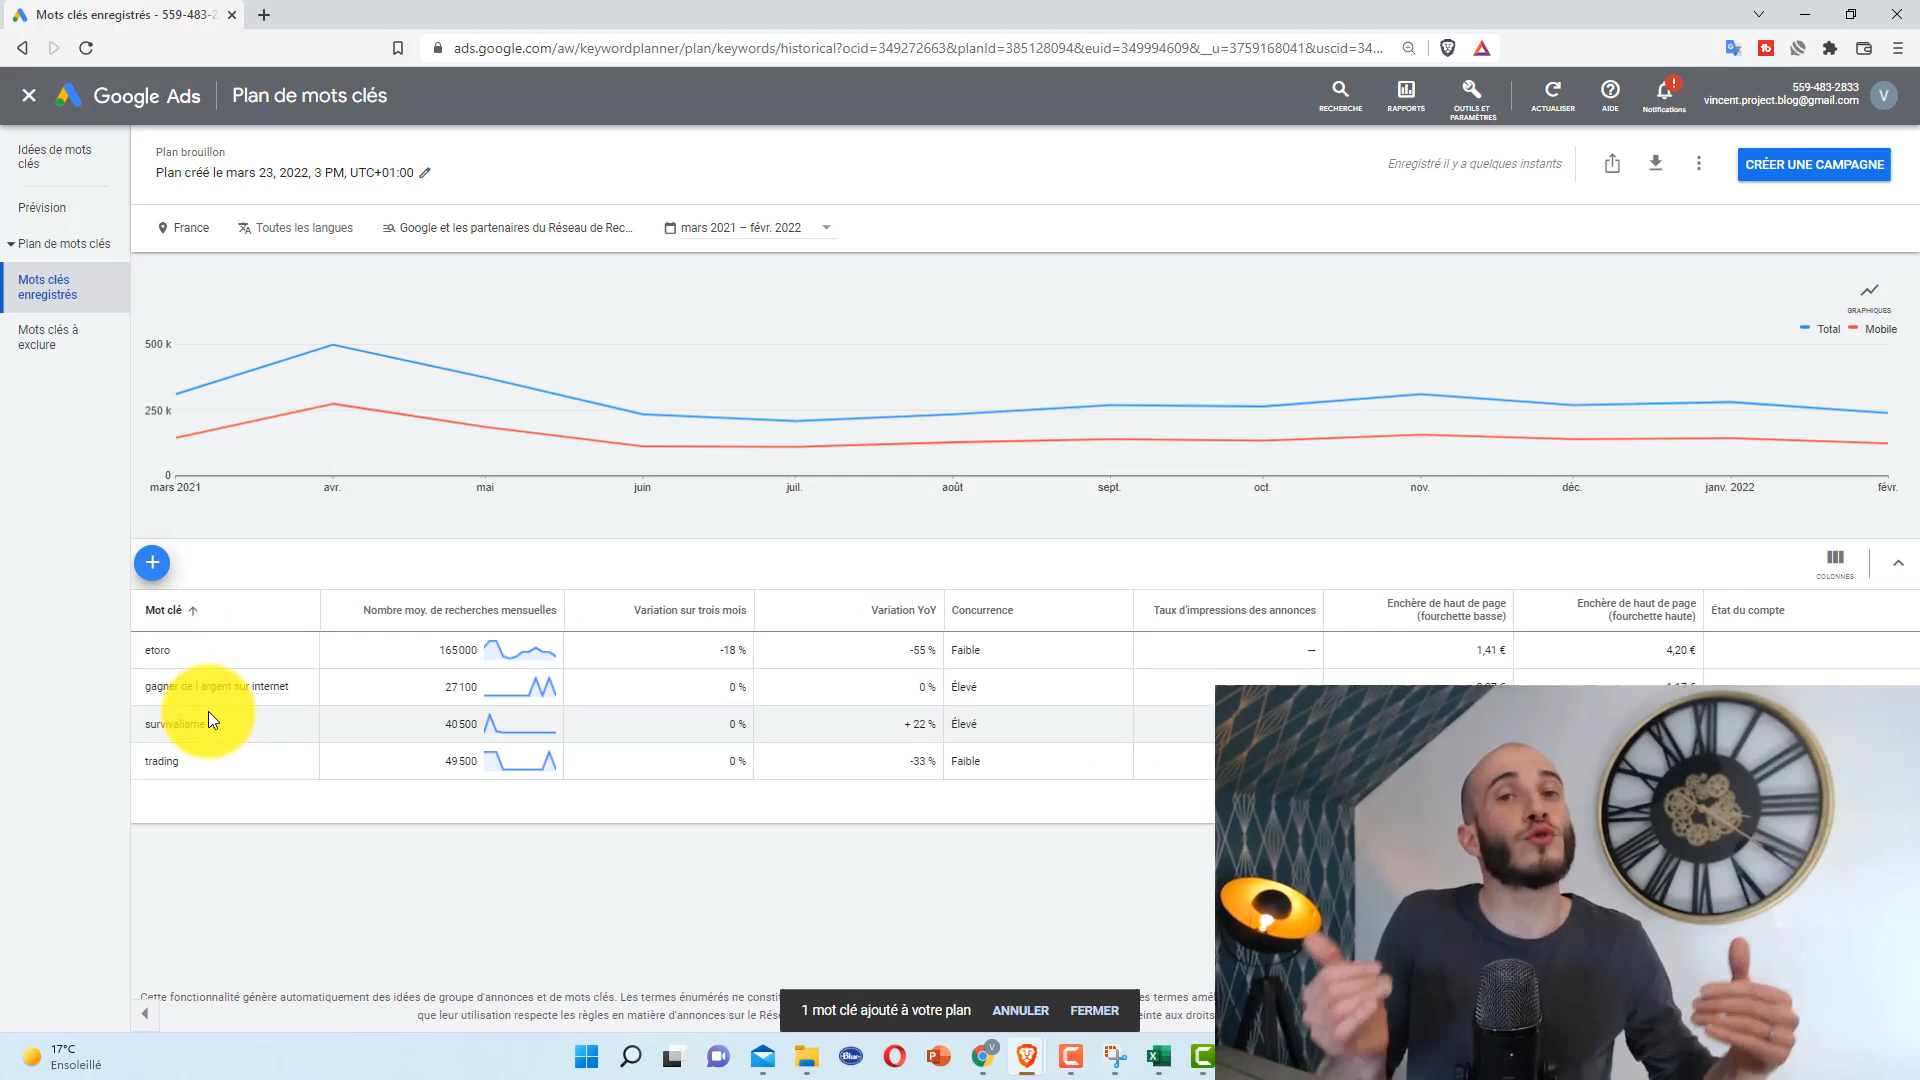 Mots clés enregistrés - 559-483-2
ads.google.com/aw/keywordplanner/plan/keywords/historical?ocid=349272663&planId=385128094&euid=349994609&__u=3759168041&uscid=34...
Google Ads
Plan de mots clés
RECHERCHE
RAPPORTS
OUTILS ET PARAMÈTRES
ACTUALISER
AIDE
Notifications
559-483-2833
vincent.project.blog@gmail.com
V
Idées de mots clés
Prévision
Plan de mots clés
Mots clés enregistrés
Mots clés à exclure
Plan brouillon
Plan créé le mars 23, 2022, 3 PM, UTC+01:00
Enregistré il y a quelques instants
CRÉER UNE CAMPAGNE
France
Toutes les langues
Google et les partenaires du Réseau de Rec...
mars 2021 – févr. 2022
GRAPHIQUES
Total Mobile
500 k
250 k
0
mars 2021 avr. mai juin juil. août sept. oct. nov. déc. janv. 2022 févr.
COLONNES
Mot clé Nombre moy. de recherches mensuelles Variation sur trois mois Variation YoY Concurrence Taux d'impressions des annonces Enchère de haut de page (fourchette basse) Enchère de haut de page (fourchette haute) État du compte
etoro 165 000 -18 % -55 % Faible – 1,41 € 4,20 €
gagner de l argent sur internet 27 100 0 % 0 % Élevé
survivalisme 40 500 0 % + 22 % Élevé
trading 49 500 0 % -33 % Faible
Cette fonctionnalité génère automatiquement des idées de groupe d'annonces et de mots clés. Les termes énumérés ne constit
que leur utilisation respecte les règles en matière d'annonces sur le Rése
1 mot clé ajouté à votre plan ANNULER FERMER
17°C
Ensoleillé